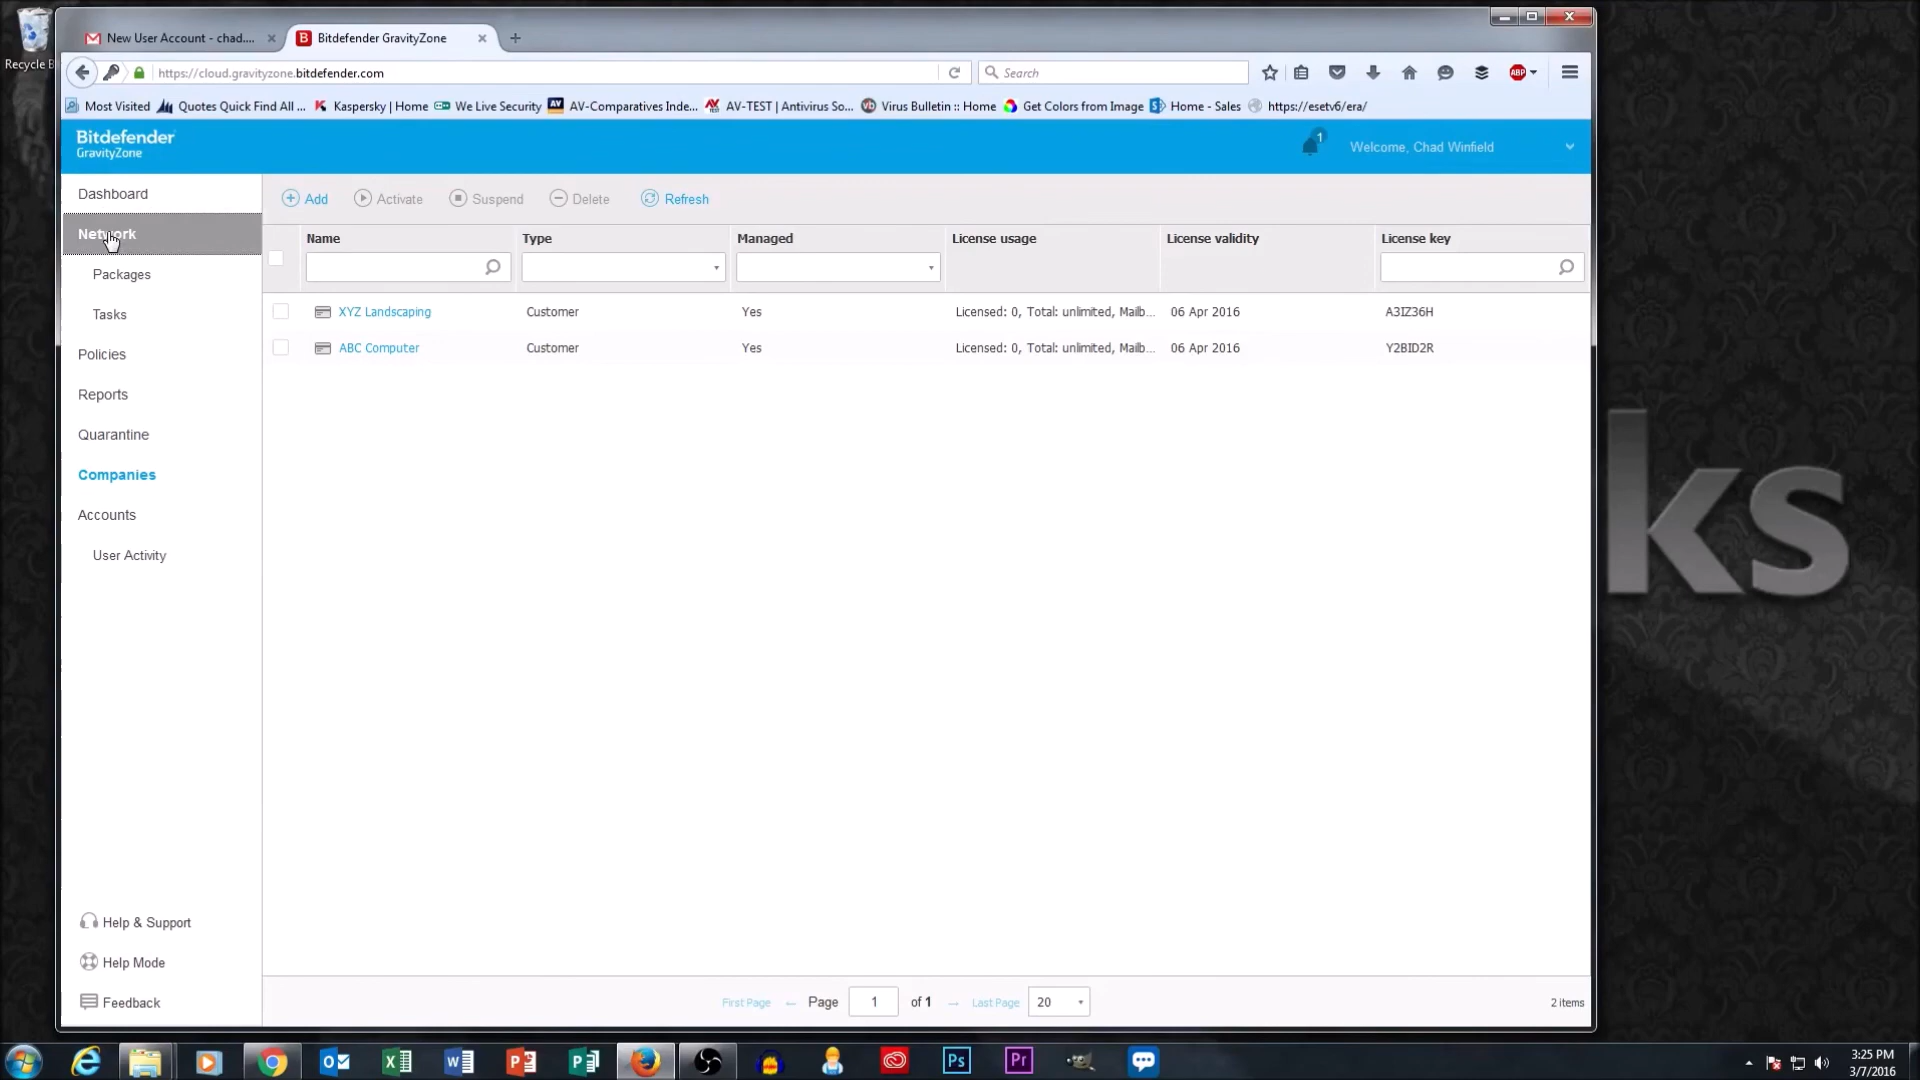 Recycle B
New User Account - chad....
Bitdefender GravityZone
https://cloud.gravityzone.bitdefender.com
Search
ABP
Most Visited
Quotes Quick Find All ...
Kaspersky | Home
We Live Security
AV-Comparatives Inde...
AV-TEST | Antivirus So...
Virus Bulletin :: Home
Get Colors from Image
Home - Sales
https://esetv6/era/
Bitdefender
GravityZone
1
Welcome, Chad Winfield
Dashboard
Network
Packages
Tasks
Policies
Reports
Quarantine
Companies
Accounts
User Activity
Help & Support
Help Mode
Feedback
Add
Activate
Suspend
Delete
Refresh
Name
Type
Managed
License usage
License validity
License key
XYZ Landscaping
Customer
Yes
Licensed: 0, Total: unlimited, Mailb...
06 Apr 2016
A3IZ36H
ABC Computer
Customer
Yes
Licensed: 0, Total: unlimited, Mailb...
06 Apr 2016
Y2BID2R
First Page
Page
1
of 1
Last Page
20
2 items
ks
Ps
Pr
3:25 PM
3/7/2016